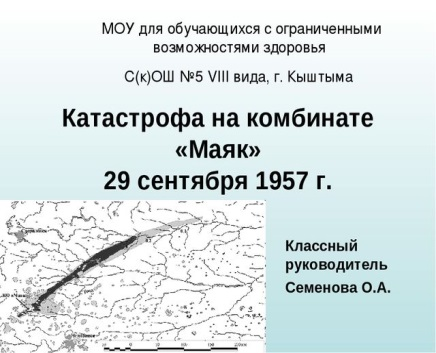 МОУ для обучающихся с ограниченными
возможностями здоровья
С(к)ОШ №5 VIII вида, г. Кыштыма
Катастрофа на комбинате
«Маяк»
29 сентября 1957 г.
Классный
руководитель
Семенова О.А.